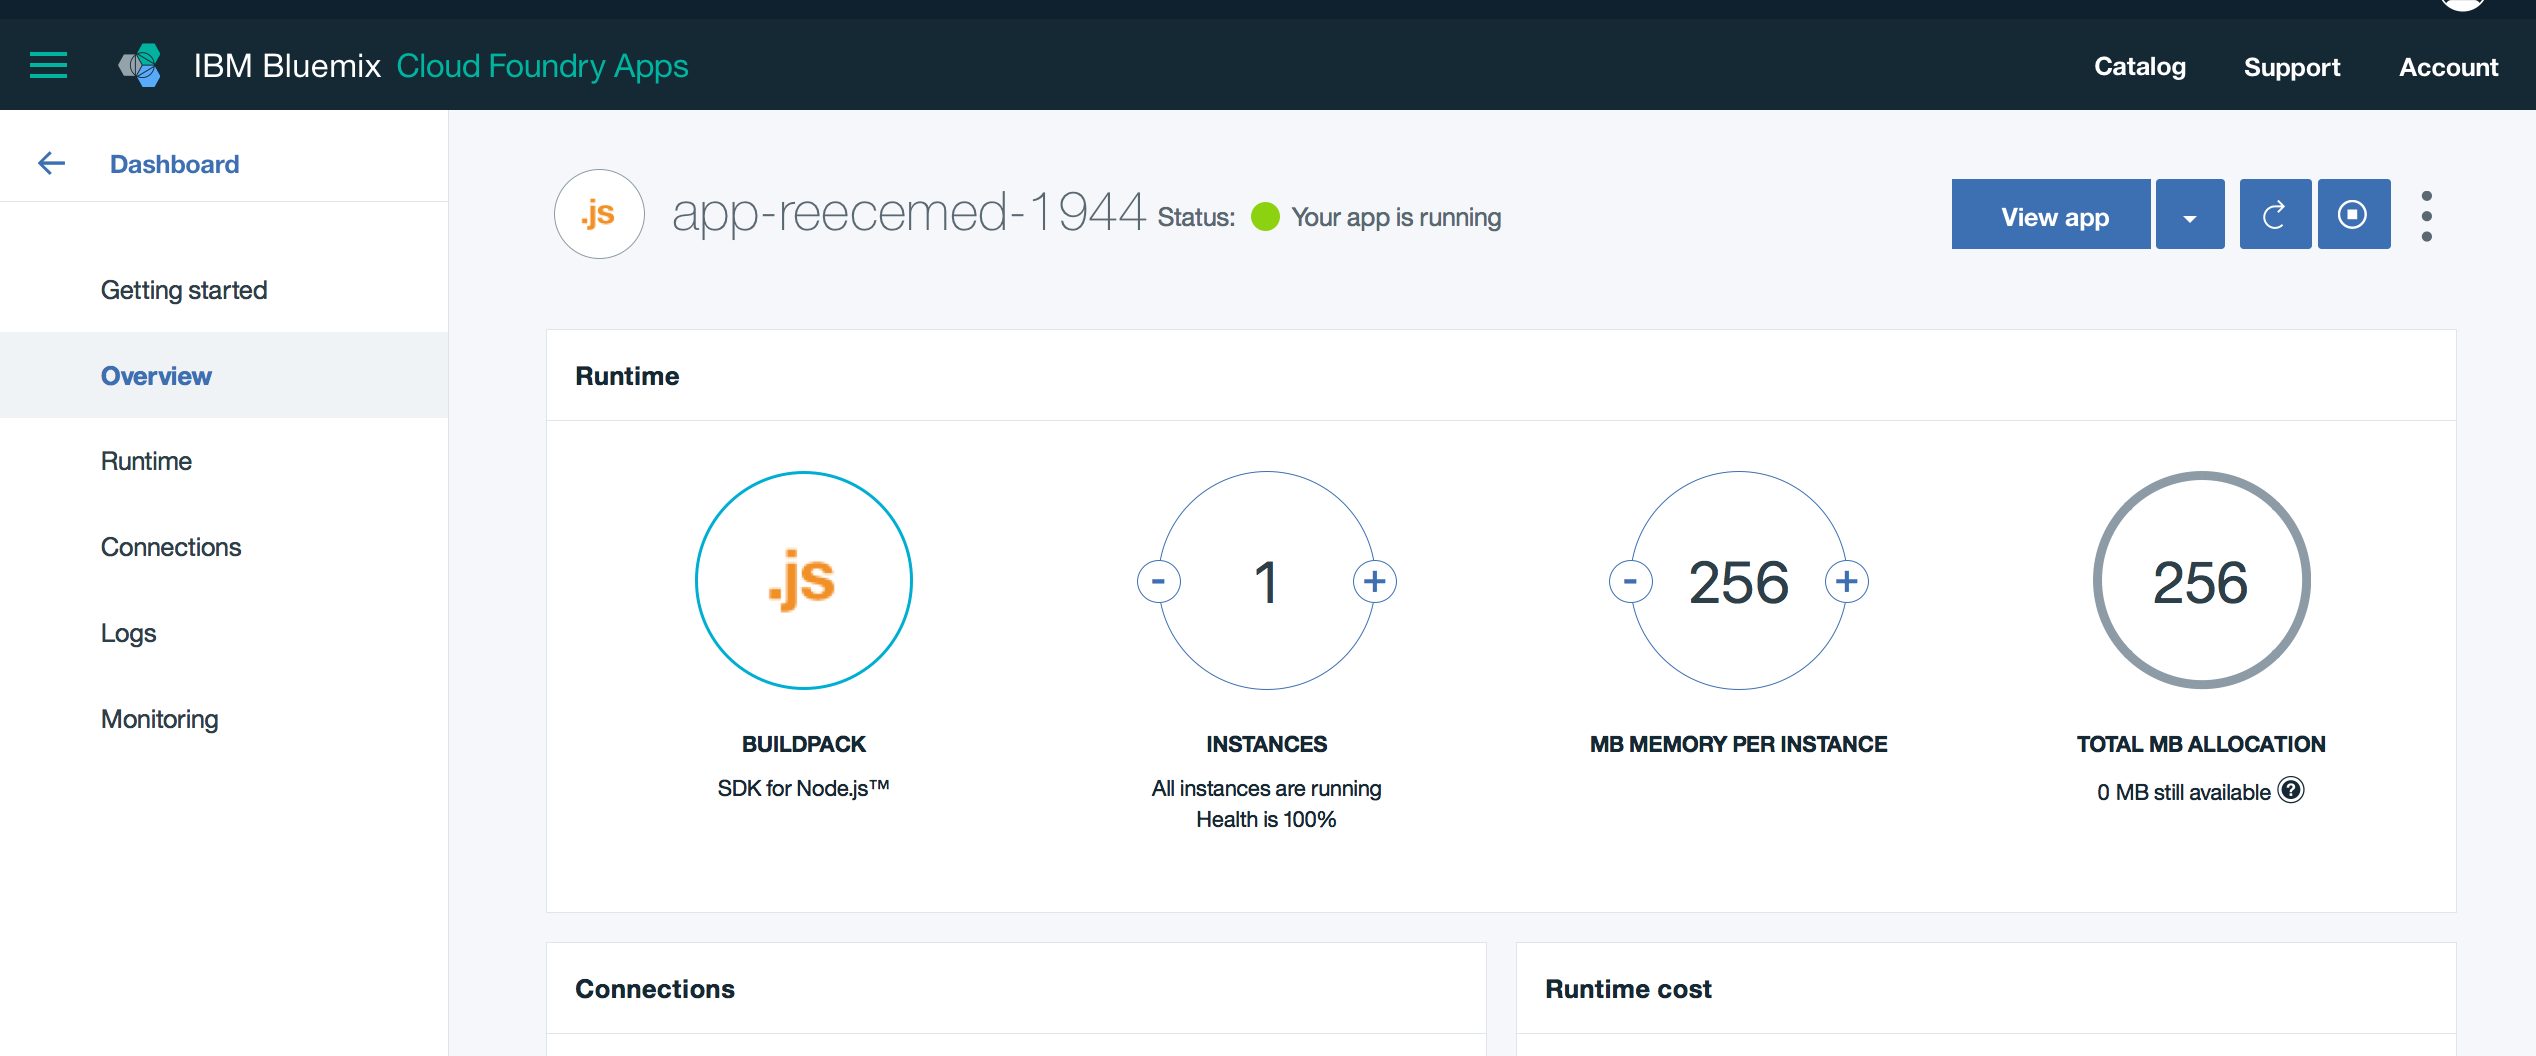 IBM Bluemix Cloud Foundry Apps
Catalog
Support
Account
Dashboard
Getting started
Overview
Runtime
Connections
Logs
Monitoring
.js
app-reecemed-1944 Status: Your app is running
View app
Runtime
.js
- 1 +
- 256 +
256
BUILDPACK
SDK for Node.js™
INSTANCES
All instances are running
Health is 100%
MB MEMORY PER INSTANCE
TOTAL MB ALLOCATION
0 MB still available ?
Connections
Runtime cost